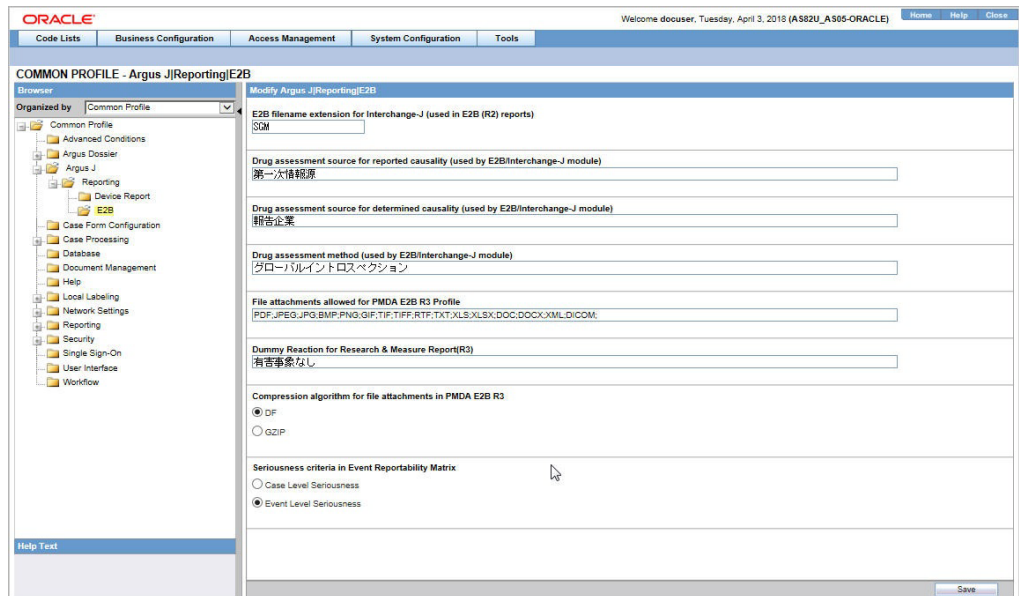 ORACLE
Welcome docuser, Tuesday, April 3, 2018 (AS82U_AS05-ORACLE)
Home Help Close
Code Lists Business Configuration Access Management System Configuration Tools
COMMON PROFILE - Argus J|Reporting|E2B
Browser
Organized by Common Profile
Common Profile
Advanced Conditions
Argus Dossier
Argus J
Reporting
Device Report
E2B
Case Form Configuration
Case Processing
Database
Document Management
Help
Local Labeling
Network Settings
Reporting
Security
Single Sign-On
User Interface
Workflow
Help Text
Modify Argus J|Reporting|E2B
E2B filename extension for Interchange-J (used in E2B (R2) reports)
SGM
Drug assessment source for reported causality (used by E2B/Interchange-J module)
第一次情報源
Drug assessment source for determined causality (used by E2B/Interchange-J module)
報告企業
Drug assessment method (used by E2B/Interchange-J module)
グローバルイントロスペクション
File attachments allowed for PMDA E2B R3 Profile
PDF;JPEG;JPG;BMP;PNG;GIF;TIF;TIFF;RTF;TXT;XLS;XLSX;DOC;DOCX;XML;DICOM;
Dummy Reaction for Research & Measure Report(R3)
有害事象なし
Compression algorithm for file attachments in PMDA E2B R3
DF
GZIP
Seriousness criteria in Event Reportability Matrix
Case Level Seriousness
Event Level Seriousness
Save